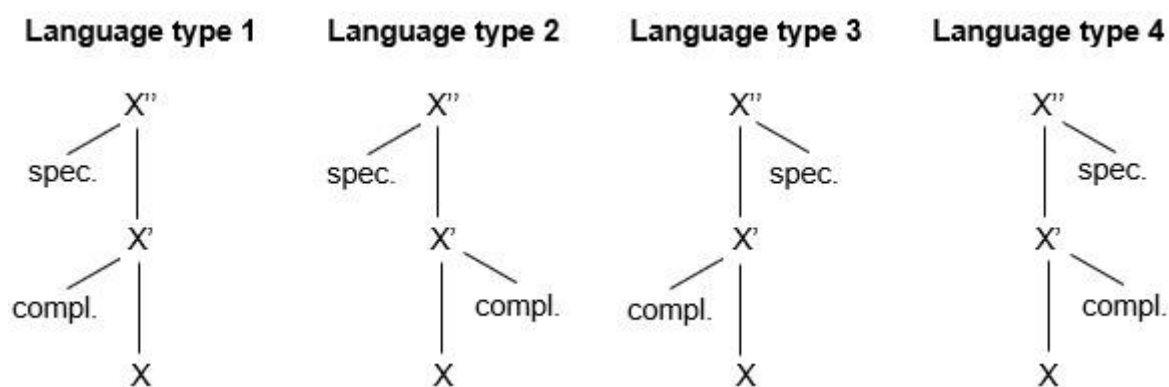 Language type 1 Language type 2 Language type 3 Language type 4
X'' X'' X'' X''
spec. spec. spec. spec.
X' X' X' X'
compl. compl. compl. compl.
X X X X